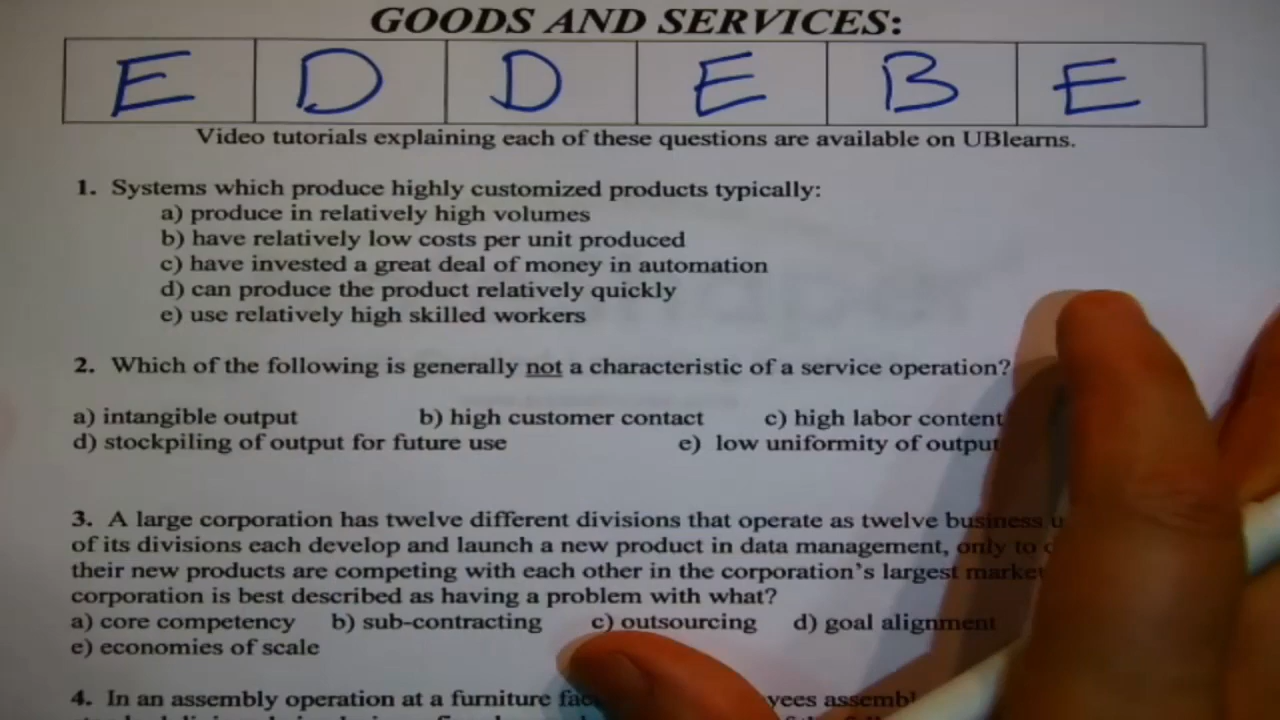 GOODS AND SERVICES:
E D D E B E
Video tutorials explaining each of these questions are available on UBlearns.
1. Systems which produce highly customized products typically:
a) produce in relatively high volumes
b) have relatively low costs per unit produced
c) have invested a great deal of money in automation
d) can produce the product relatively quickly
e) use relatively high skilled workers
2. Which of the following is generally not a characteristic of a service operation?
a) intangible output b) high customer contact c) high labor content
d) stockpiling of output for future use e) low uniformity of output
3. A large corporation has twelve different divisions that operate as twelve business
of its divisions each develop and launch a new product in data management, only to
their new products are competing with each other in the corporation's largest market
corporation is best described as having a problem with what?
a) core competency b) sub-contracting c) outsourcing d) goal alignment
e) economies of scale
4. In an assembly operation at a furniture